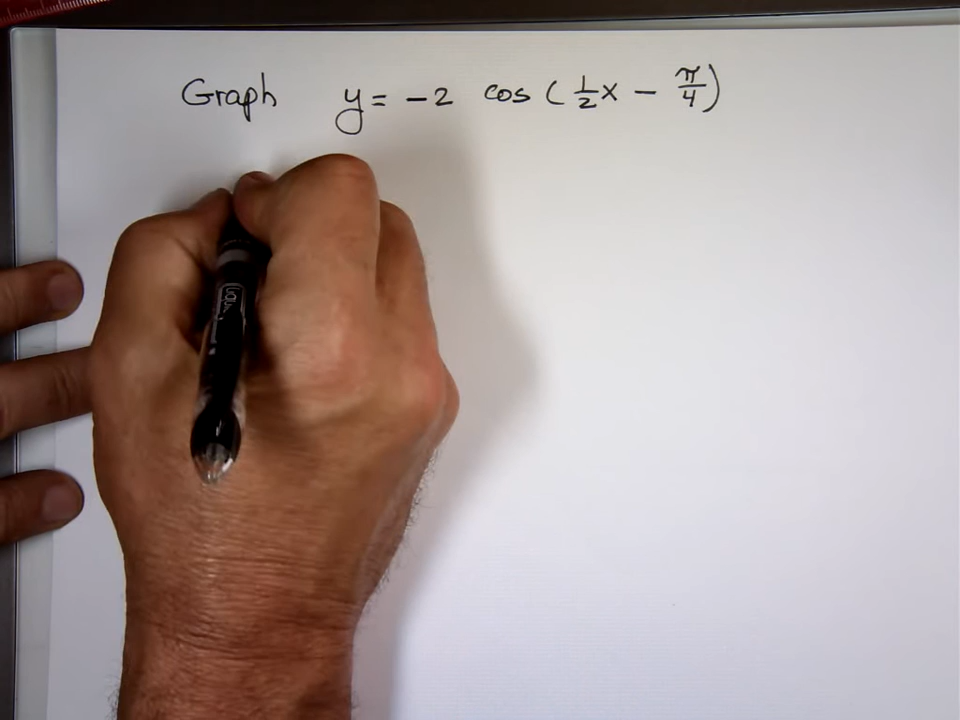 Graph y = -2 cos (1/2 x - π/4)